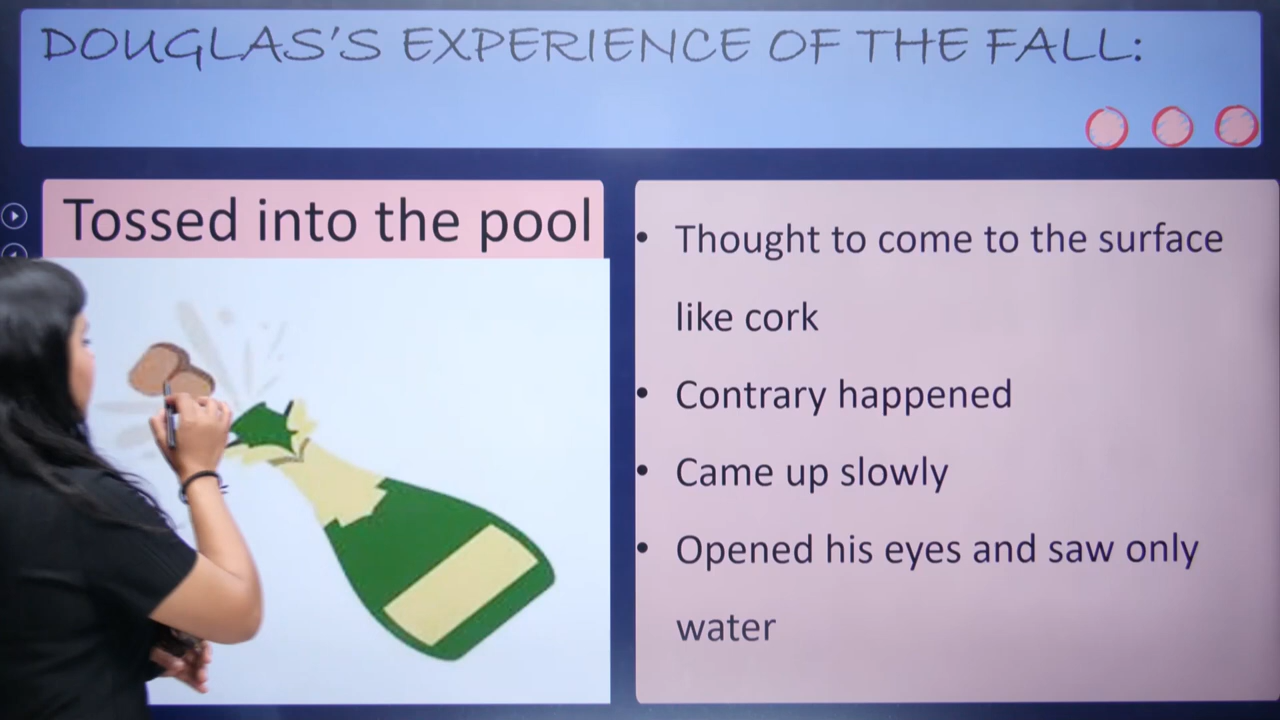 DOUGLAS'S EXPERIENCE OF THE FALL:
Tossed into the pool
• Thought to come to the surface
like cork
• Contrary happened
• Came up slowly
• Opened his eyes and saw only
water